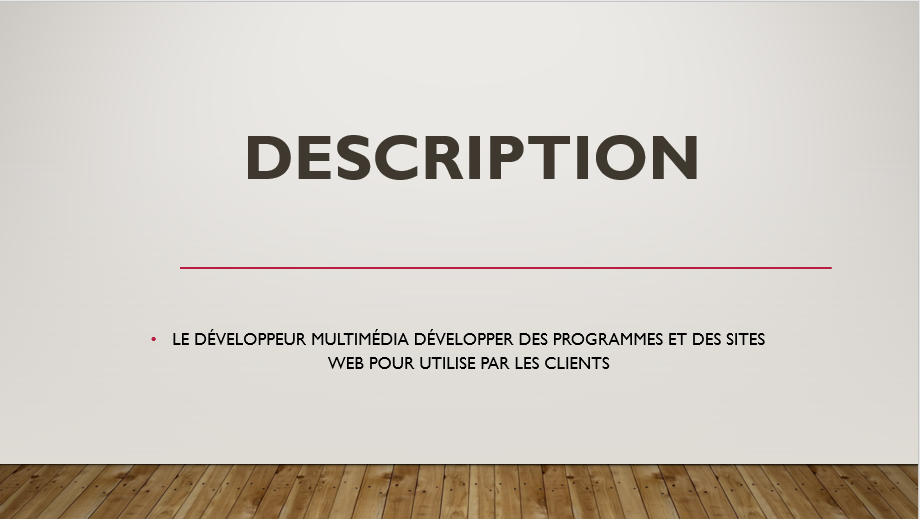 DESCRIPTION
• LE DÉVELOPPEUR MULTIMÉDIA DÉVELOPPER DES PROGRAMMES ET DES SITES
WEB POUR UTILISE PAR LES CLIENTS